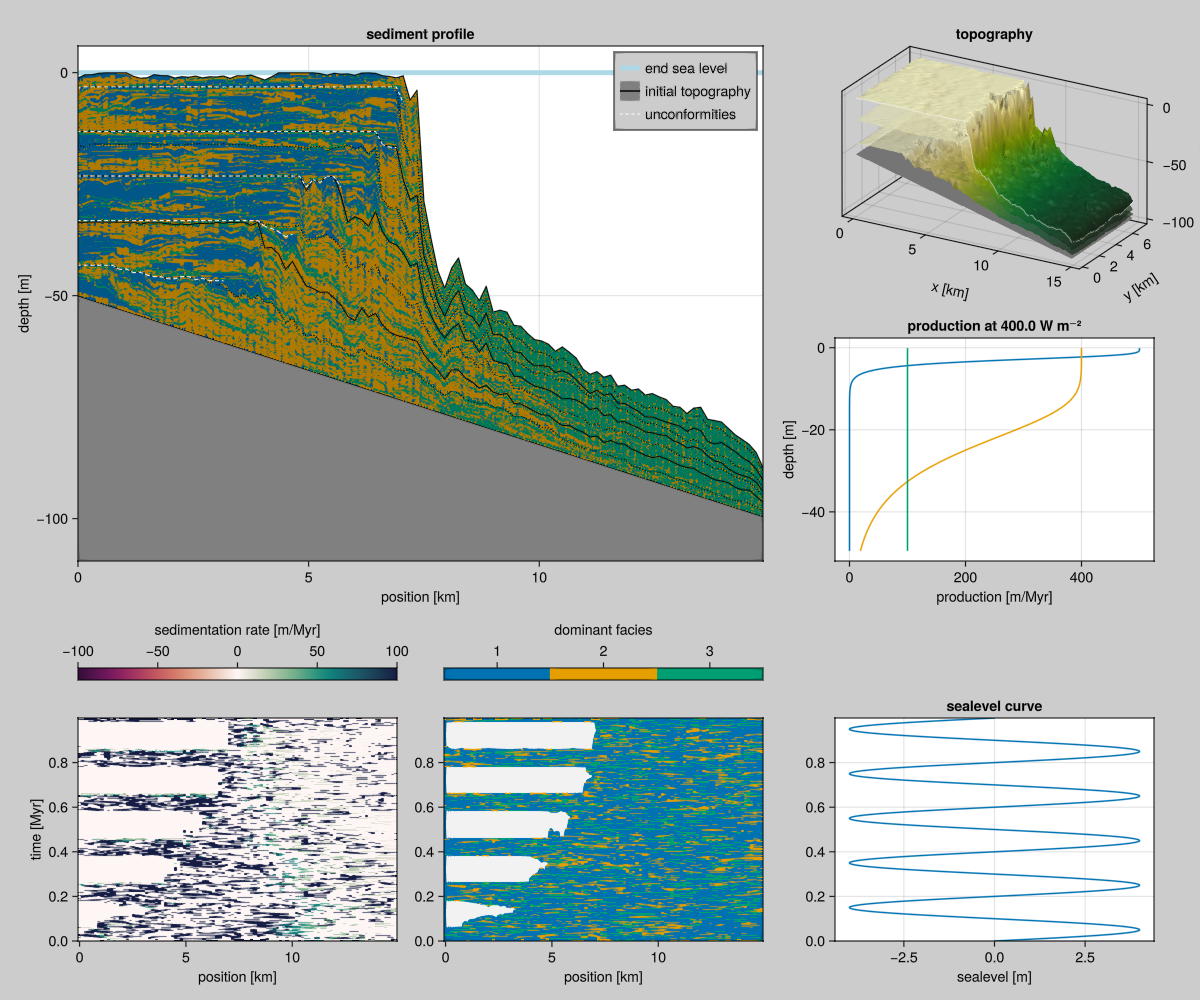 sediment profile
end sea level
initial topography
unconformities
0
−50
−100
depth [m]
0
5
10
position [km]
topography
0
−50
−100
0
5
10
15
x [km]
0
2
4
6
y [km]
production at 400.0 W m⁻²
0
−20
−40
depth [m]
0
200
400
production [m/Myr]
sedimentation rate [m/Myr]
−100
−50
0
50
100
0.8
0.6
0.4
0.2
0.0
time [Myr]
0
5
10
position [km]
dominant facies
1
2
3
0.8
0.6
0.4
0.2
0.0
0
5
10
position [km]
sealevel curve
0.8
0.6
0.4
0.2
0.0
−2.5
0.0
2.5
sealevel [m]